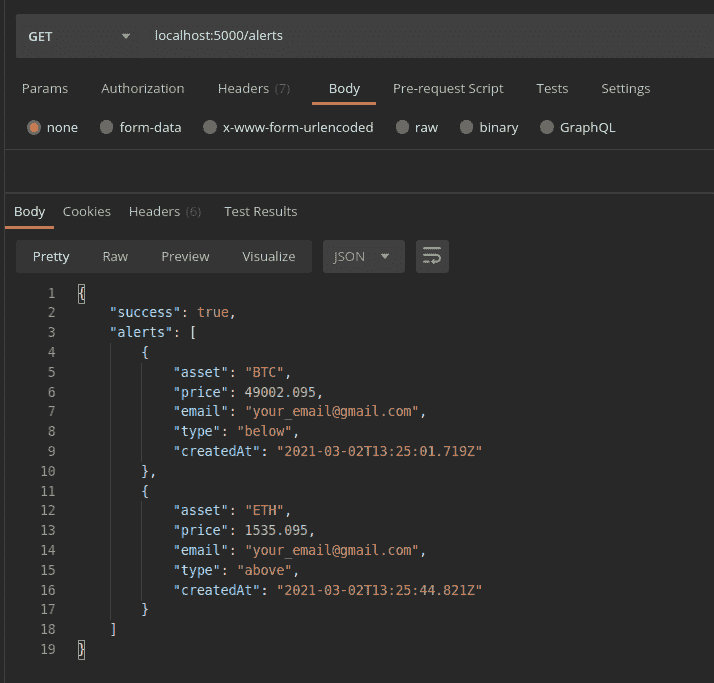 GET localhost:5000/alerts
Params Authorization Headers (7) Body Pre-request Script Tests Settings
none form-data x-www-form-urlencoded raw binary GraphQL
Body Cookies Headers (6) Test Results
Pretty Raw Preview Visualize JSON
1 {
2 "success": true,
3 "alerts": [
4 {
5 "asset": "BTC",
6 "price": 49002.095,
7 "email": "your_email@gmail.com",
8 "type": "below",
9 "createdAt": "2021-03-02T13:25:01.719Z"
10 },
11 {
12 "asset": "ETH",
13 "price": 1535.095,
14 "email": "your_email@gmail.com",
15 "type": "above",
16 "createdAt": "2021-03-02T13:25:44.821Z"
17 }
18 ]
19 }